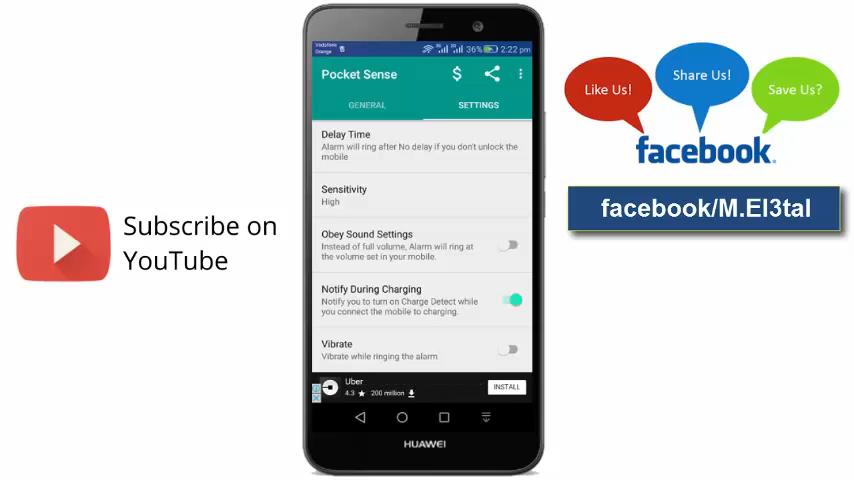 Vodafone
Orange
36%
2:22 pm
Pocket Sense
$
GENERAL
SETTINGS
Delay Time
Alarm will ring after No delay if you don't unlock the
mobile
Sensitivity
High
Obey Sound Settings
Instead of full volume, Alarm will ring at
the volume set in your mobile.
Notify During Charging
Notify you to turn on Charge Detect while
you connect the mobile to charging.
Vibrate
Vibrate while ringing the alarm
Uber
4.3 ★ 200 million
INSTALL
HUAWEI
Subscribe on
YouTube
Like Us!
Share Us!
Save Us?
facebook.
facebook/M.El3tal